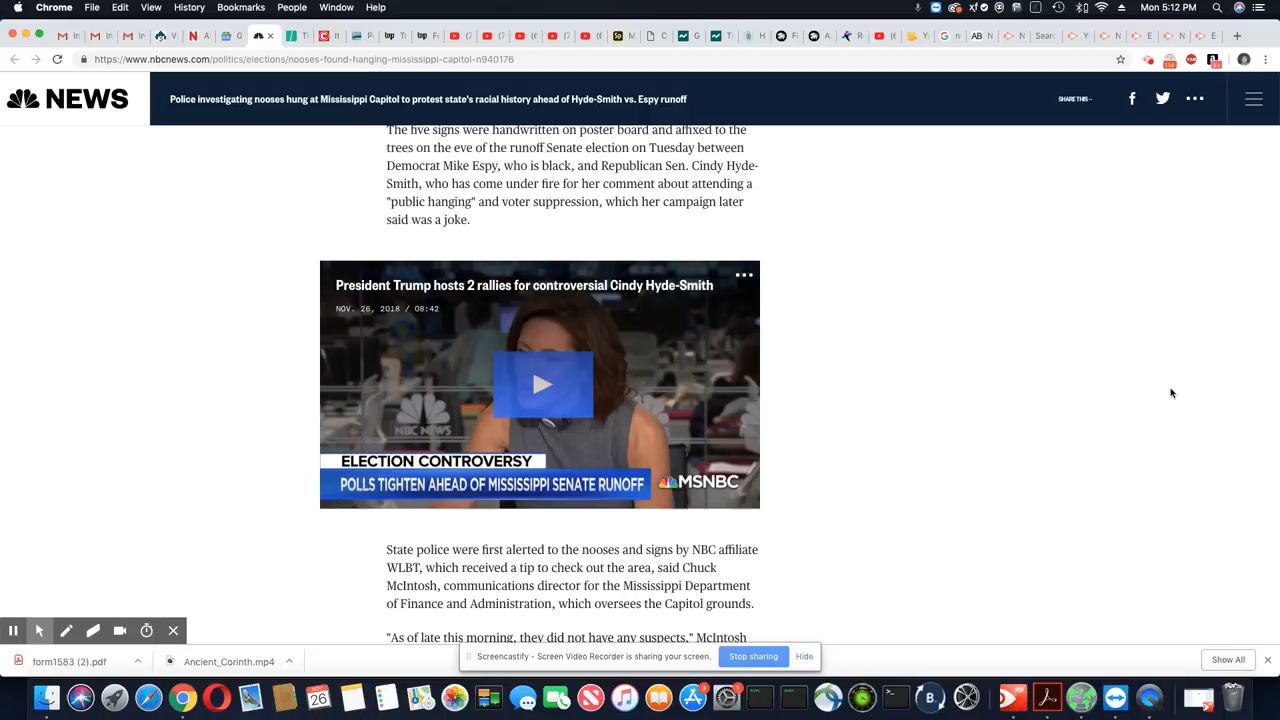 Chrome File Edit View History Bookmarks People Window Help
Mon 5:12 PM
https://www.nbcnews.com/politics/elections/nooses-found-hanging-mississippi-capitol-n940176
NEWS
Police investigating nooses hung at Mississippi Capitol to protest state's racial history ahead of Hyde-Smith vs. Espy runoff
SHARE THIS –
The five signs were handwritten on poster board and affixed to the
trees on the eve of the runoff Senate election on Tuesday between
Democrat Mike Espy, who is black, and Republican Sen. Cindy Hyde-
Smith, who has come under fire for her comment about attending a
"public hanging" and voter suppression, which her campaign later
said was a joke.
President Trump hosts 2 rallies for controversial Cindy Hyde-Smith
NOV. 26, 2018 / 08:42
NBC NEWS
ELECTION CONTROVERSY
POLLS TIGHTEN AHEAD OF MISSISSIPPI SENATE RUNOFF
MSNBC
State police were first alerted to the nooses and signs by NBC affiliate
WLBT, which received a tip to check out the area, said Chuck
McIntosh, communications director for the Mississippi Department
of Finance and Administration, which oversees the Capitol grounds.
"As of late this morning, they did not have any suspects," McIntosh
Screencastify - Screen Video Recorder is sharing your screen. Stop sharing Hide
form1583 (2).pdf
Ancient_Corinth.mp4
Show All
NOV
26